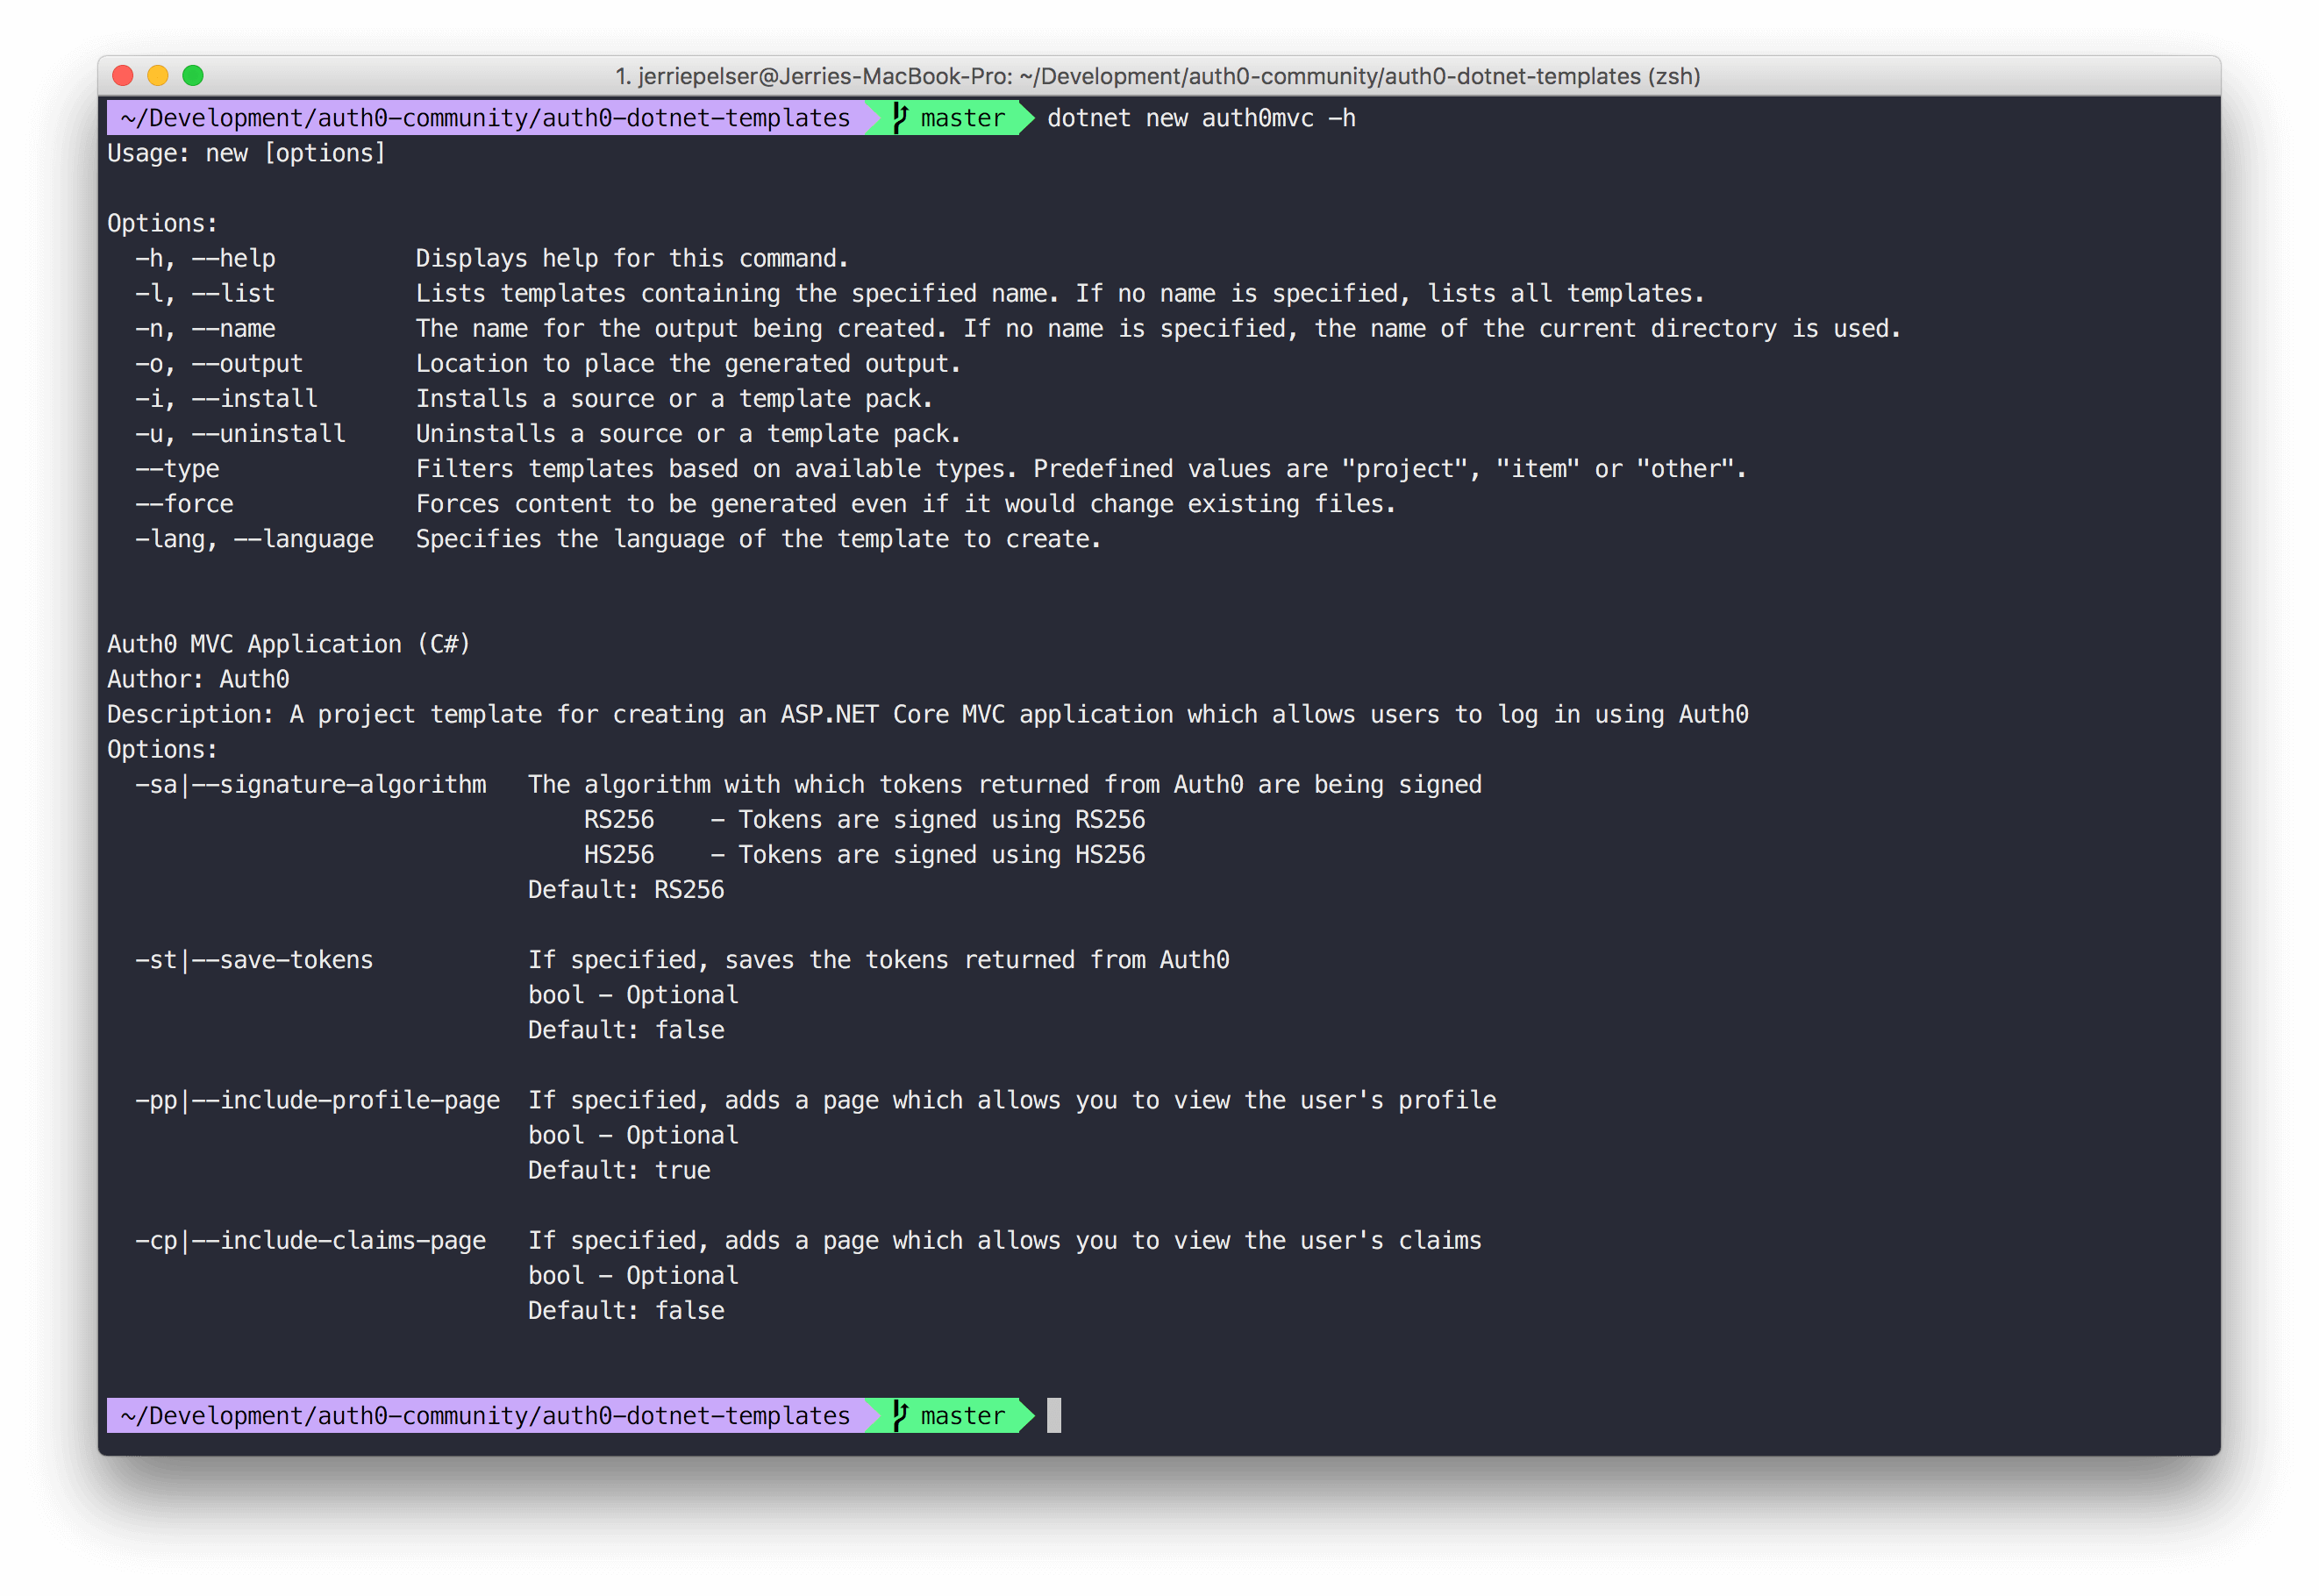 1. jerriepelser@Jerries-MacBook-Pro: ~/Development/auth0-community/auth0-dotnet-templates (zsh)
~/Development/auth0-community/auth0-dotnet-templates master dotnet new auth0mvc -h
Usage: new [options]
Options:
-h, --help Displays help for this command.
-l, --list Lists templates containing the specified name. If no name is specified, lists all templates.
-n, --name The name for the output being created. If no name is specified, the name of the current directory is used.
-o, --output Location to place the generated output.
-i, --install Installs a source or a template pack.
-u, --uninstall Uninstalls a source or a template pack.
--type Filters templates based on available types. Predefined values are "project", "item" or "other".
--force Forces content to be generated even if it would change existing files.
-lang, --language Specifies the language of the template to create.
Auth0 MVC Application (C#)
Author: Auth0
Description: A project template for creating an ASP.NET Core MVC application which allows users to log in using Auth0
Options:
-sa|--signature-algorithm The algorithm with which tokens returned from Auth0 are being signed
RS256 - Tokens are signed using RS256
HS256 - Tokens are signed using HS256
Default: RS256
-st|--save-tokens If specified, saves the tokens returned from Auth0
bool - Optional
Default: false
-pp|--include-profile-page If specified, adds a page which allows you to view the user's profile
bool - Optional
Default: true
-cp|--include-claims-page If specified, adds a page which allows you to view the user's claims
bool - Optional
Default: false
~/Development/auth0-community/auth0-dotnet-templates master